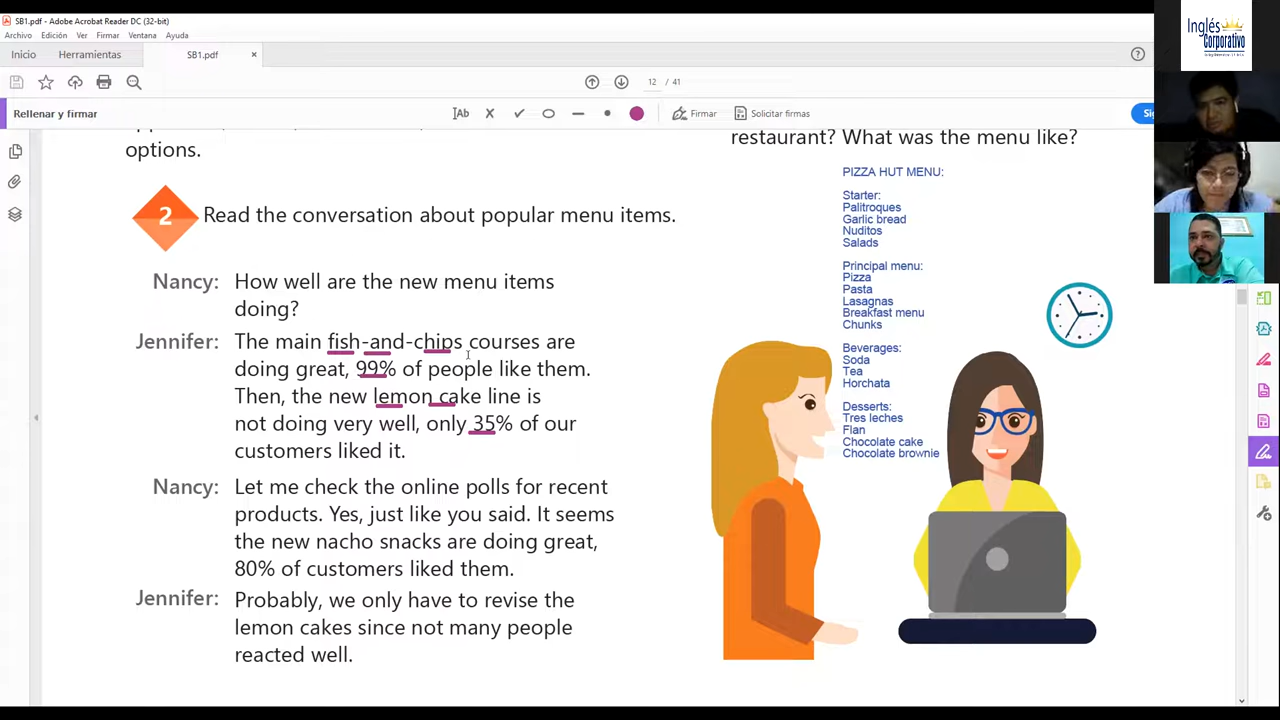 SB1.pdf - Adobe Acrobat Reader DC (32-bit)
Archivo Edición Ver Firmar Ventana Ayuda
Inicio Herramientas SB1.pdf × ?
12 / 41
Rellenar y firmar Ab Firmar Solicitar firmas
options.
restaurant? What was the menu like?
2 Read the conversation about popular menu items.
Nancy: How well are the new menu items
doing?
Jennifer: The main fish-and-chips courses are
doing great, 99% of people like them.
Then, the new lemon cake line is
not doing very well, only 35% of our
customers liked it.
Nancy: Let me check the online polls for recent
products. Yes, just like you said. It seems
the new nacho snacks are doing great,
80% of customers liked them.
Jennifer: Probably, we only have to revise the
lemon cakes since not many people
reacted well.
PIZZA HUT MENU:
Starter:
Palitroques
Garlic bread
Nuditos
Salads
Principal menu:
Pizza
Pasta
Lasagnas
Breakfast menu
Chunks
Beverages:
Soda
Tea
Horchata
Desserts:
Tres leches
Flan
Chocolate cake
Chocolate brownie
Inglés
Corporativo